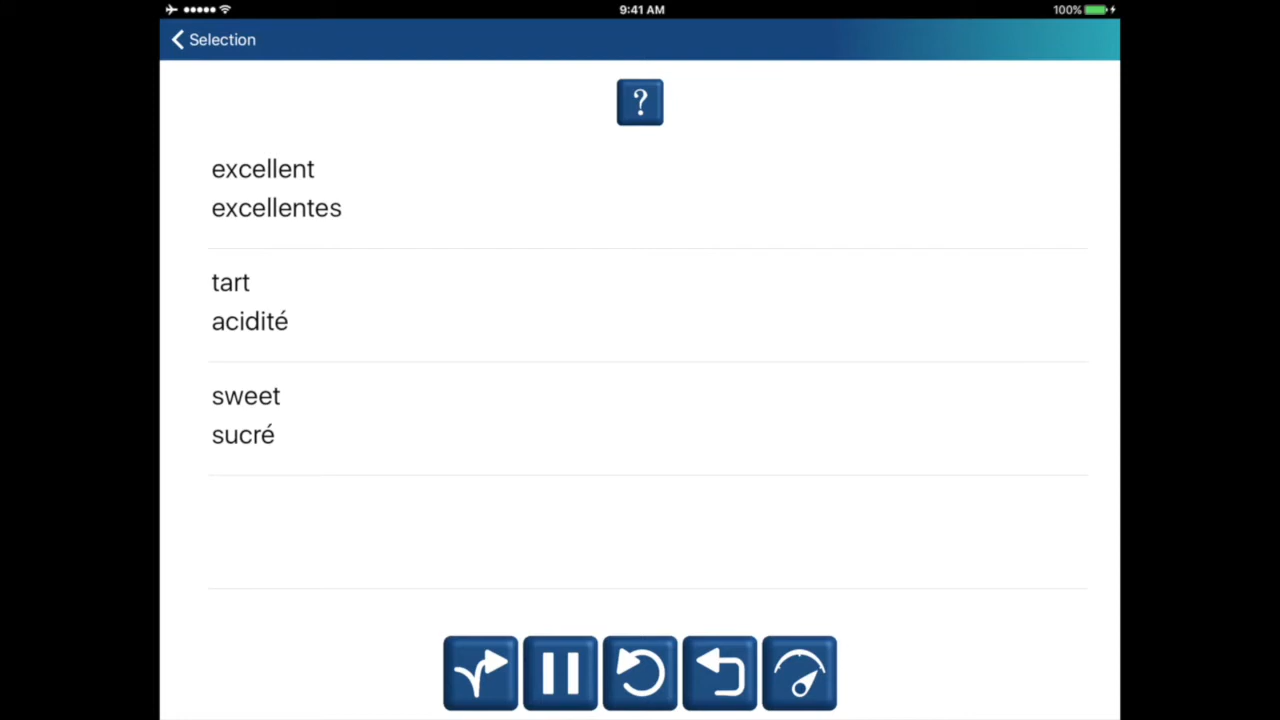 9:41 AM
100%
Selection
?
excellent
excellentes
tart
acidité
sweet
sucré